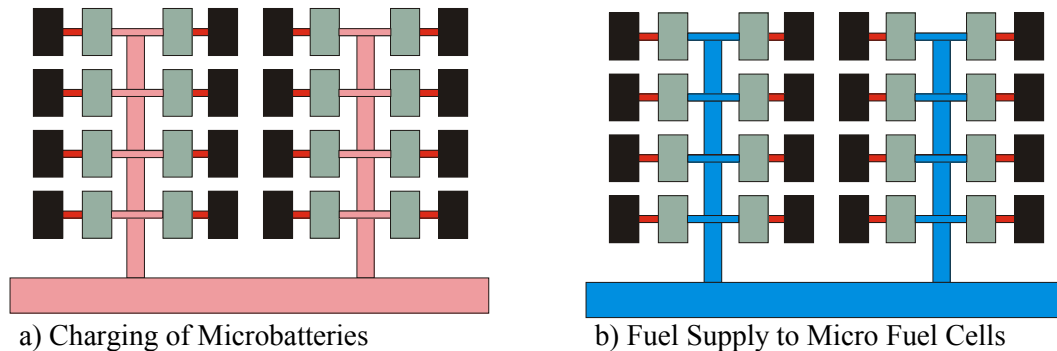 a) Charging of Microbatteries
b) Fuel Supply to Micro Fuel Cells